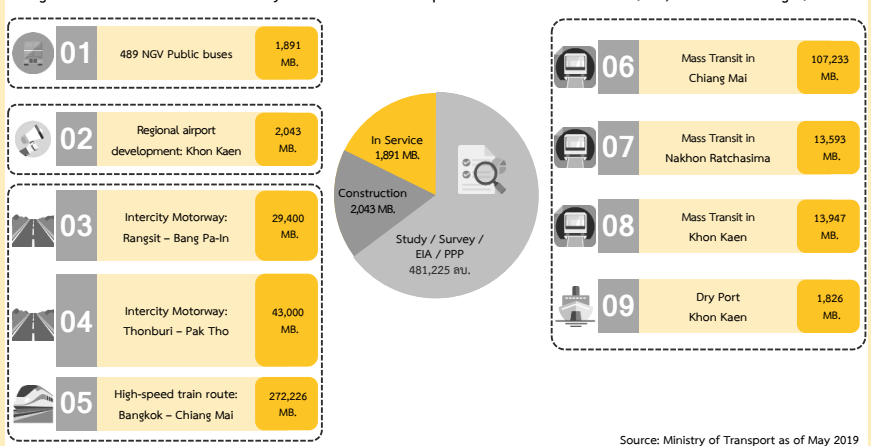 01
489 NGV Public buses
1,891
MB.
02
Regional airport
development: Khon Kaen
2,043
MB.
03
Intercity Motorway:
Rangsit – Bang Pa-In
29,400
MB.
04
Intercity Motorway:
Thonburi – Pak Tho
43,000
MB.
05
High-speed train route:
Bangkok – Chiang Mai
272,226
MB.
In Service
1,891 MB.
Construction
2,043 MB.
Study / Survey /
EIA / PPP
481,225 ลบ.
06
Mass Transit in
Chiang Mai
107,233
MB.
07
Mass Transit in
Nakhon Ratchasima
13,593
MB.
08
Mass Transit in
Khon Kaen
13,947
MB.
09
Dry Port
Khon Kaen
1,826
MB.
Source: Ministry of Transport as of May 2019